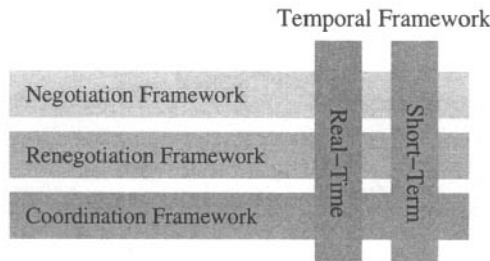 Temporal Framework
Negotiation Framework
Renegotiation Framework
Coordination Framework
Real-Time
Short-Term